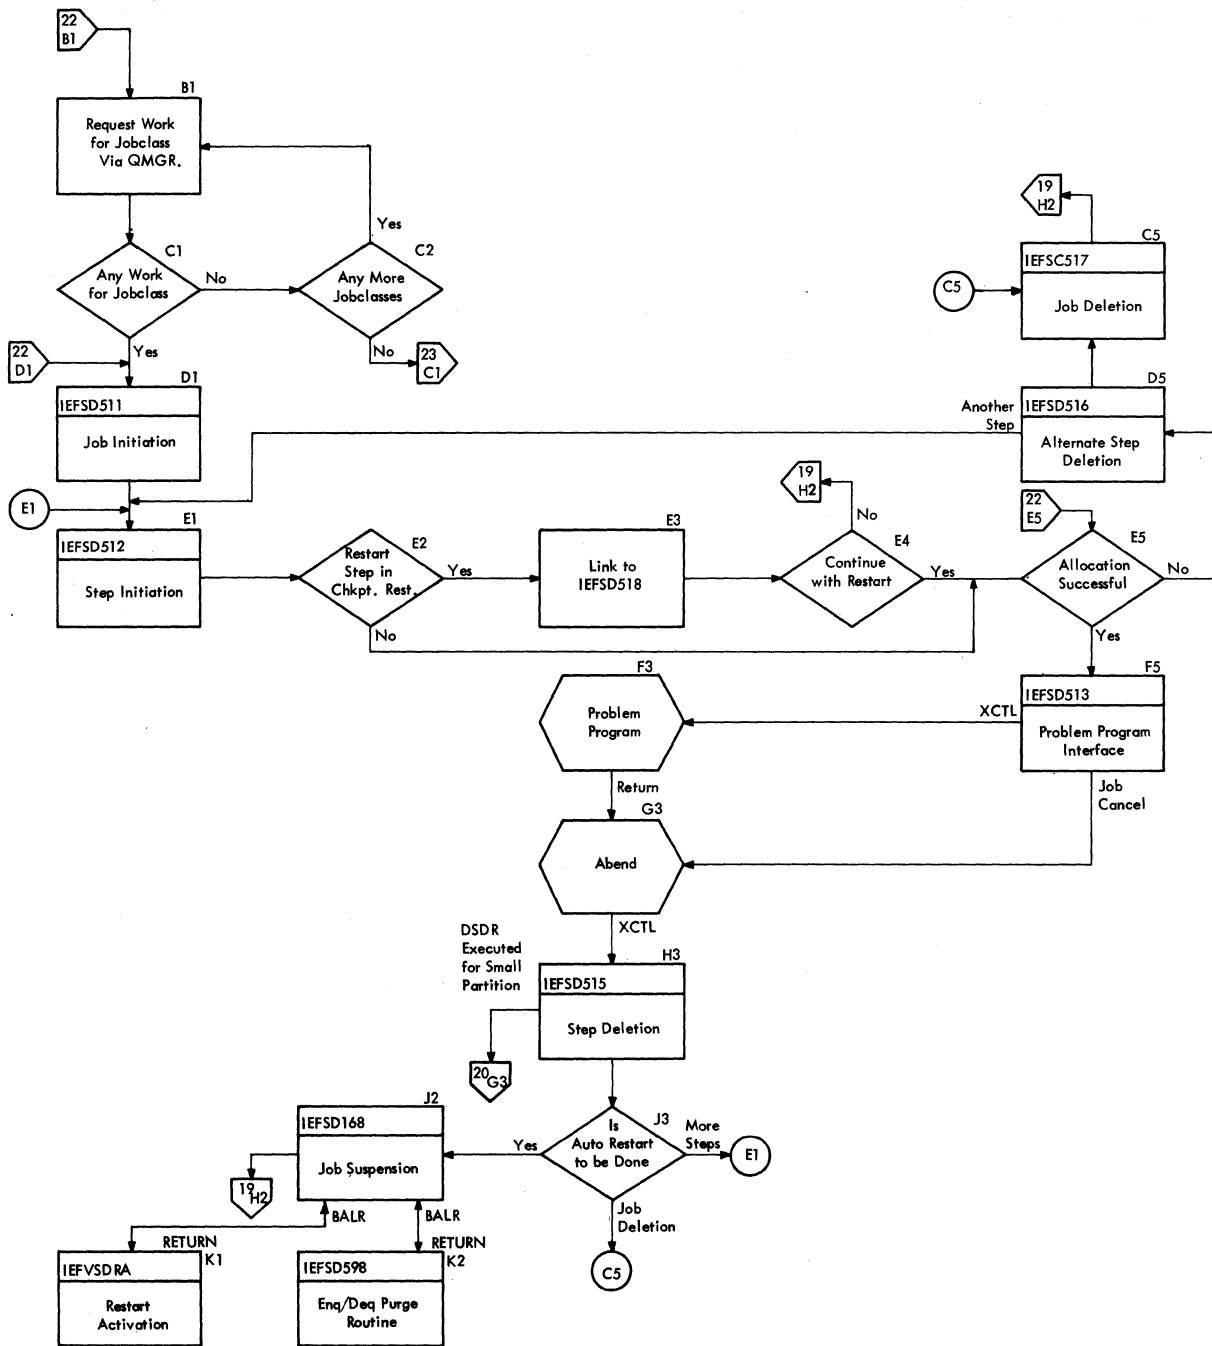 22
B1
B1
Request Work
for Jobclass
Via QMGR.
Yes
C1
Any Work
for Jobclass
No
C2
Any More
Jobclasses
19
H2
C5
IEFSC517
Job Deletion
C5
22
D1
Yes
No
23
C1
D1
IEFSD511
Job Initiation
Another
Step
D5
IEFSD516
Alternate Step
Deletion
E1
E1
IEFSD512
Step Initiation
Restart
Step in
Chkpt. Rest.
E2
Yes
No
E3
Link to
IEFSD518
19
H2
No
E4
Continue
with Restart
Yes
22
E5
E5
Allocation
Successful
No
Yes
F3
Problem
Program
XCTL
F5
IEFSD513
Problem Program
Interface
Return
Job
Cancel
G3
Abend
XCTL
DSDR
Executed
for Small
Partition
H3
IEFSD515
Step Deletion
20
G3
J2
IEFSD168
Job Suspension
Yes
J3
Is
Auto Restart
to be Done
More
Steps
E1
19
H2
BALR
BALR
Job
Deletion
RETURN
K1
RETURN
K2
C5
IEFVSDRA
Restart
Activation
IEFSD598
Enq/Deq Purge
Routine